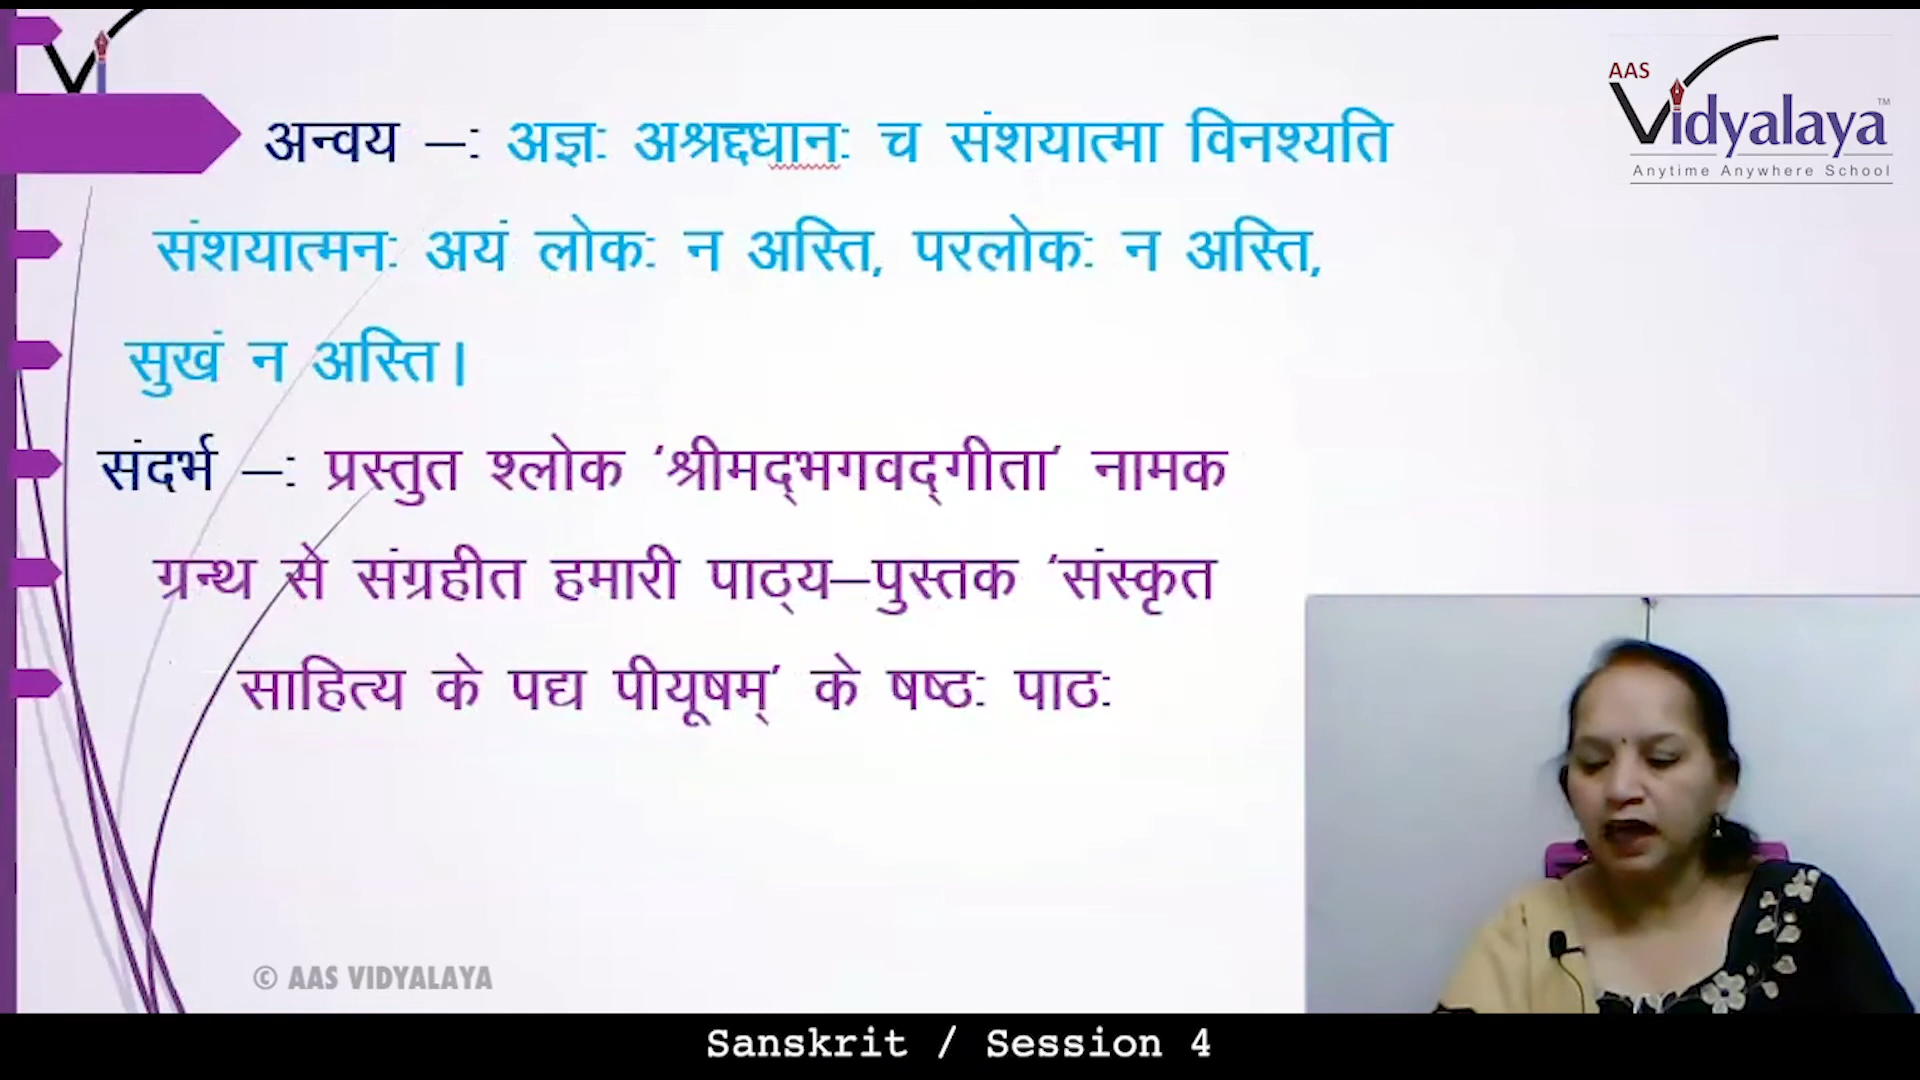 AAS
Vidyalaya™
Anytime Anywhere School
अन्वय –: अज्ञः अश्रद्दधानः च संशयात्मा विनश्यति
संशयात्मनः अयं लोकः न अस्ति, परलोकः न अस्ति,
सुखं न अस्ति।
संदर्भ –: प्रस्तुत श्लोक ‘श्रीमद्‌भगवद्‌गीता’ नामक
ग्रन्थ से संग्रहीत हमारी पाठ्य–पुस्तक ‘संस्कृत
साहित्य के पद्य पीयूषम्’ के षष्ठः पाठः
© AAS VIDYALAYA
Sanskrit / Session 4